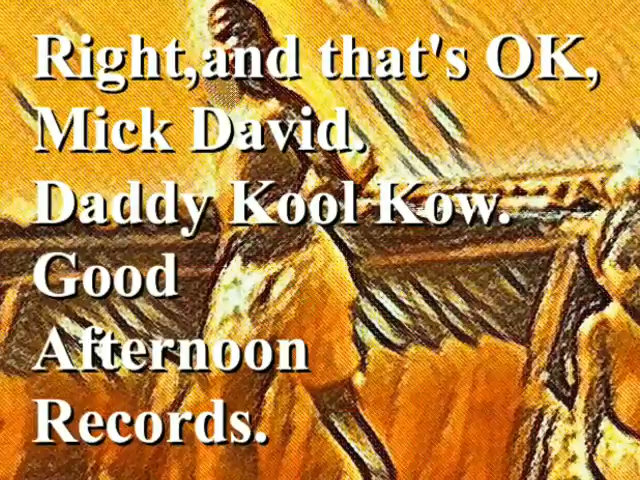 Right,and that's OK,
Mick David.
Daddy Kool Kow.
Good
Afternoon
Records.